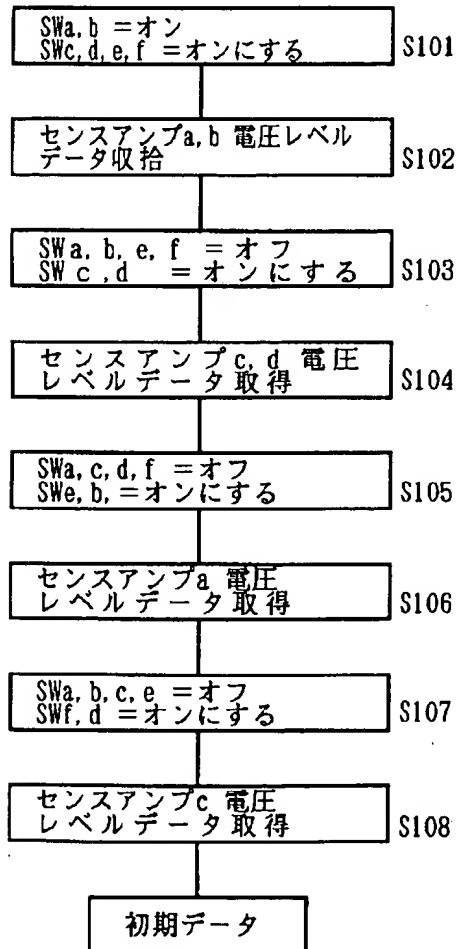 SWa,b =オン
SWc,d,e,f =オンにする
S101
センスアンプa,b 電圧レベル
データ収拾
S102
SWa,b,e,f =オフ
SWc,d =オンにする
S103
センスアンプc,d 電圧
レベルデータ取得
S104
SWa,c,d,f=オフ
SWe,b,=オンにする
S105
センスアンプa 電圧
レベルデータ取得
S106
SWa,b,c,e =オフ
SWf,d =オンにする
S107
センスアンプc 電圧
レベルデータ取得
S108
初期データ